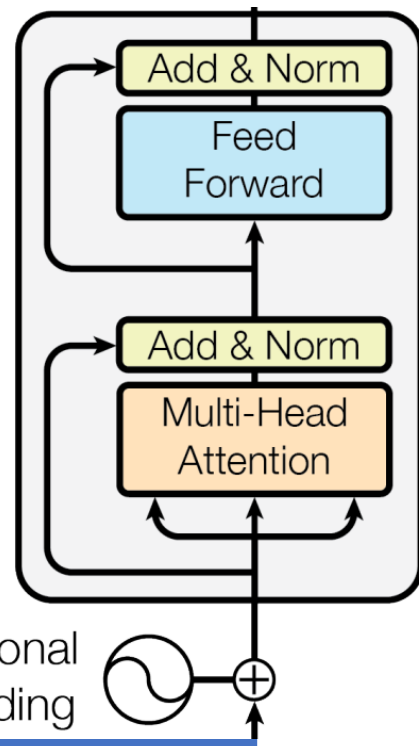 Add & Norm
Feed
Forward
Add & Norm
Multi-Head
Attention
onal
ding